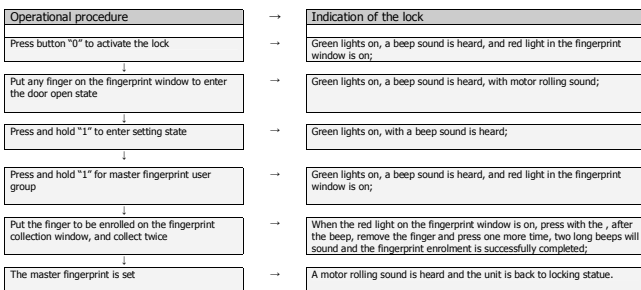 Operational procedure → Indication of the lock
Press button "0" to activate the lock → Green lights on, a beep sound is heard, and red light in the fingerprint
window is on;
↓
Put any finger on the fingerprint window to enter → Green lights on, a beep sound is heard, with motor rolling sound;
the door open state
↓
Press and hold "1" to enter setting state → Green lights on, with a beep sound is heard;
↓
Press and hold "1" for master fingerprint user → Green lights on, a beep sound is heard, and red light in the fingerprint
group
window is on;
↓
Put the finger to be enrolled on the fingerprint
collection window, and collect twice
→
When the red light on the fingerprint window is on, press with the , after
the beep, remove the finger and press one more time, two long beeps will
sound and the fingerprint enrolment is successfully completed;
↓
The master fingerprint is set → A motor rolling sound is heard and the unit is back to locking statue.